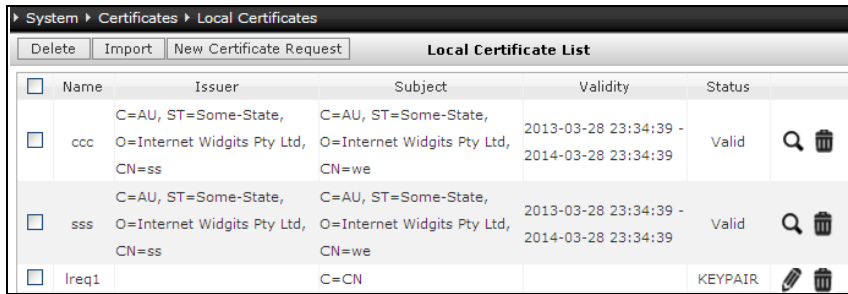 System Certificates Local Certificates
Delete Import New Certificate Request Local Certificate List
Name Issuer Subject Validity Status
C=AU, ST=Some-State, C=AU, ST=Some-State,
2013-03-28 23:34:39 -
ccc O=Internet Widgits Pty Ltd, O=Internet Widgits Pty Ltd, Valid
2014-03-28 23:34:39
CN=ss CN=we
C=AU, ST=Some-State, C=AU, ST=Some-State,
2013-03-28 23:34:39 -
sss O=Internet Widgits Pty Ltd, O=Internet Widgits Pty Ltd, Valid
2014-03-28 23:34:39
CN=ss CN=we
lreq1 C=CN KEYPAIR